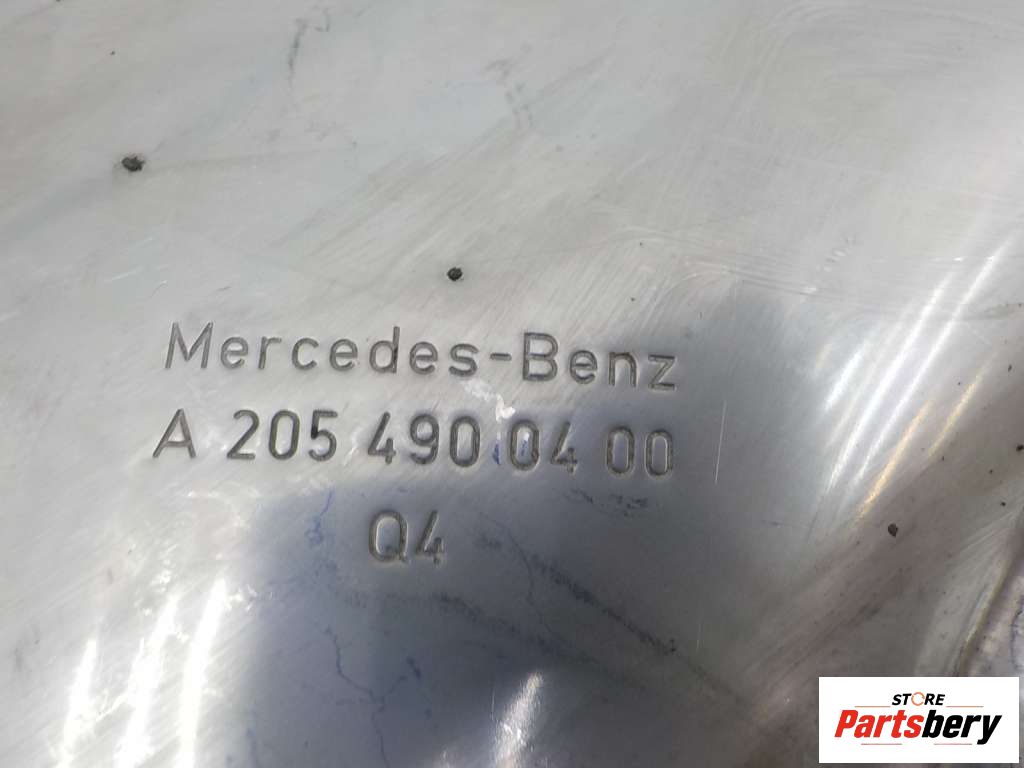 Mercedes-Benz
A 205 490 04 00
Q4
STORE
Partsbery